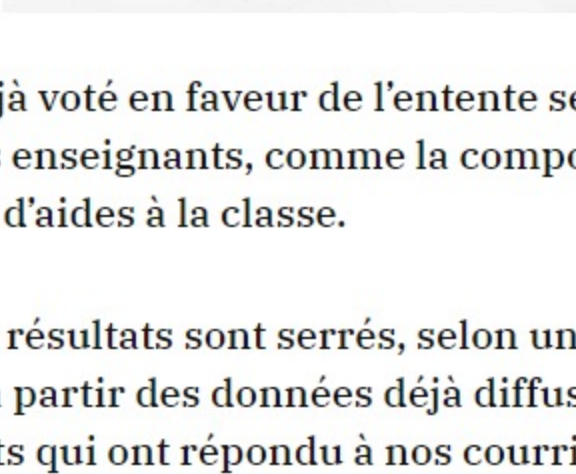 jà voté en faveur de l’entente se
enseignants, comme la compo
d’aides à la classe.
résultats sont serrés, selon un
partir des données déjà diffus
ts qui ont répondu à nos courri